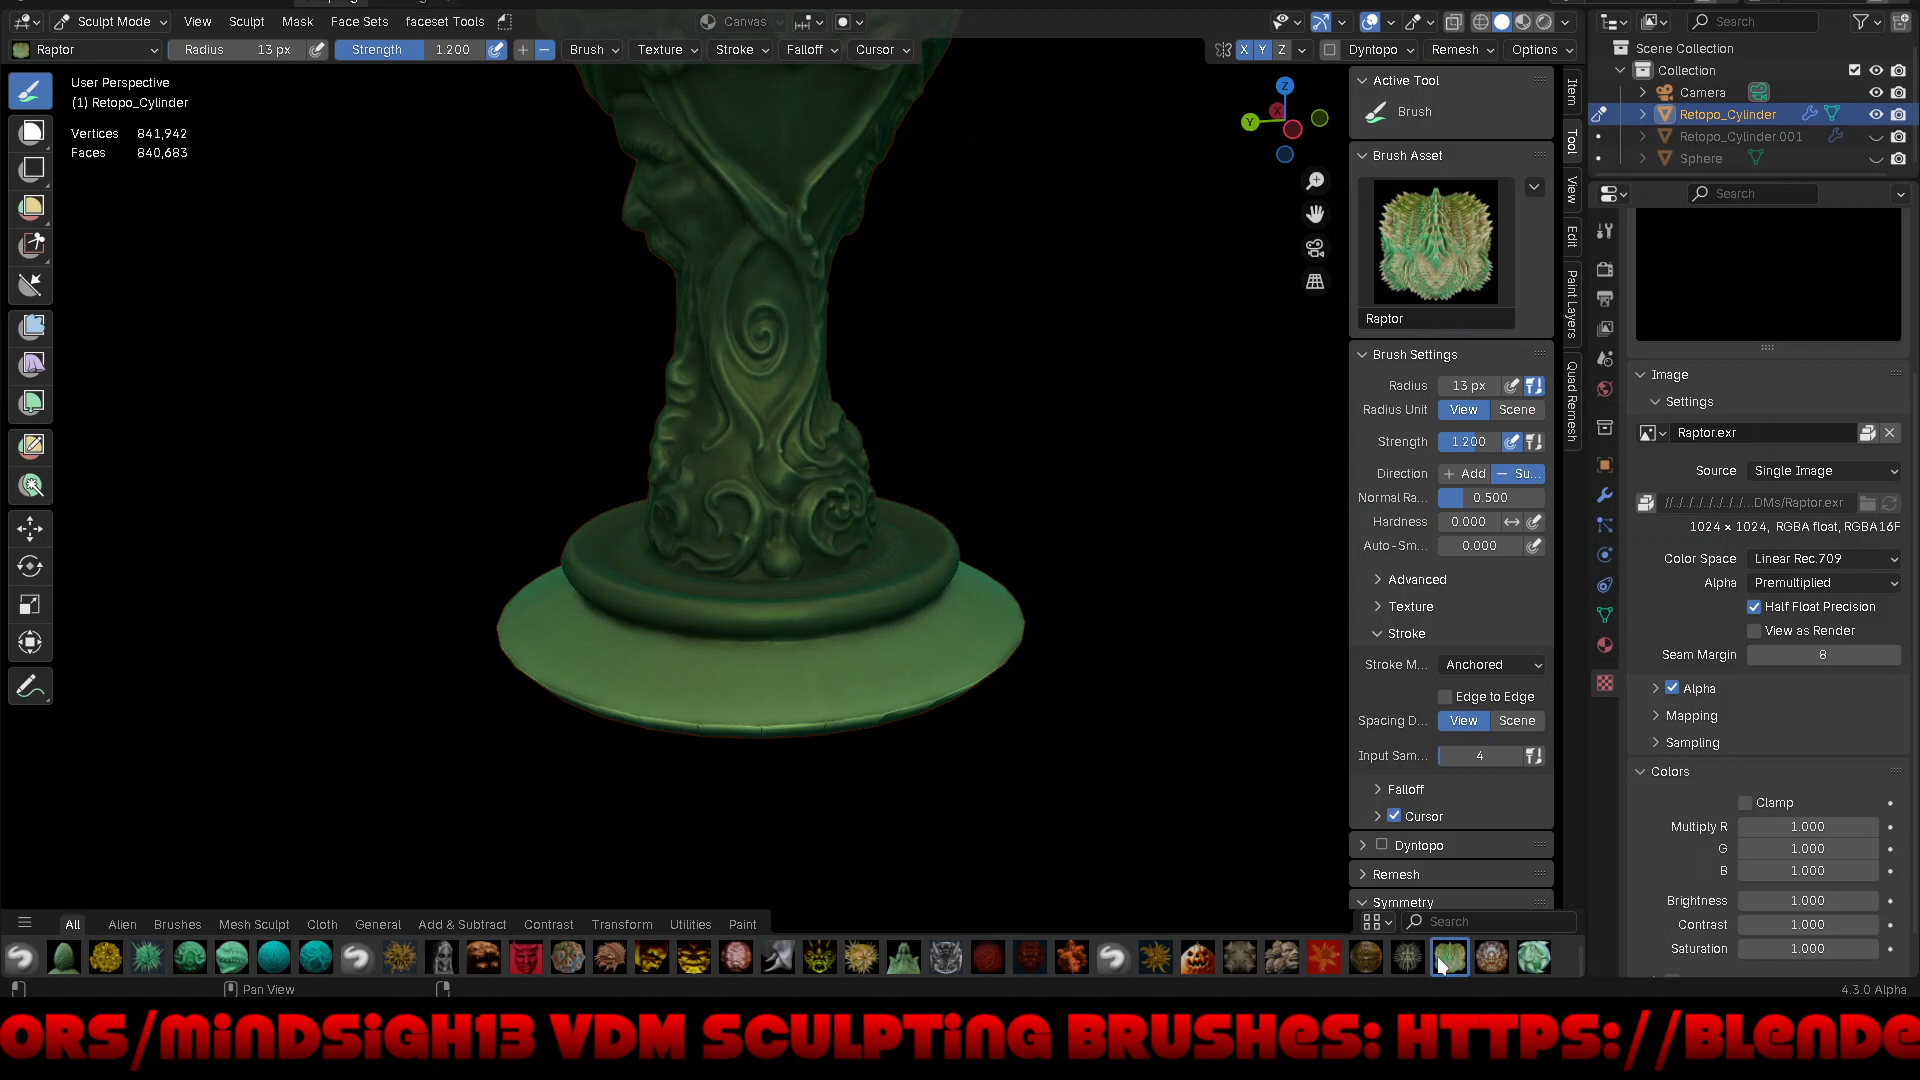 Sculpt Mode View Sculpt Mask Face Sets faceset Tools Canvas
Raptor Radius 13 px Strength 1.200 Brush Texture Stroke Falloff Cursor X Y Z Dyntopo Remesh Options
User Perspective
(1) Retopo_Cylinder
Vertices 841,942
Faces 840,683
Z
Y
X
Active Tool
Brush
Brush Asset
Raptor
Brush Settings
Radius 13 px
Radius Unit View Scene
Strength 1.200
Direction + Add − Su...
Normal Ra... 0.500
Hardness 0.000
Auto-Sm... 0.000
Advanced
Texture
Stroke
Stroke M... Anchored
Edge to Edge
Spacing D... View Scene
Input Sam... 4
Falloff
Cursor
Dyntopo
Remesh
Symmetry
Item
Tool
View
Edit
Paint Layers
Quad Remesh
Search
Scene Collection
Collection
Camera
Retopo_Cylinder
Retopo_Cylinder.001
Sphere
Search
Image
Settings
Raptor.exr
Source Single Image
//../../../../../../...DMs/Raptor.exr
1024 × 1024, RGBA float, RGBA16F
Color Space Linear Rec.709
Alpha Premultiplied
Half Float Precision
View as Render
Seam Margin 8
Alpha
Mapping
Sampling
Colors
Clamp
Multiply R 1.000
G 1.000
B 1.000
Brightness 1.000
Contrast 1.000
Saturation 1.000
All Alien Brushes Mesh Sculpt Cloth General Add & Subtract Contrast Transform Utilities Paint Search
Pan View 4.3.0 Alpha
ORS/MINDSIGH13 VDM SCULPTING BRUSHES: HTTPS://BLENDE